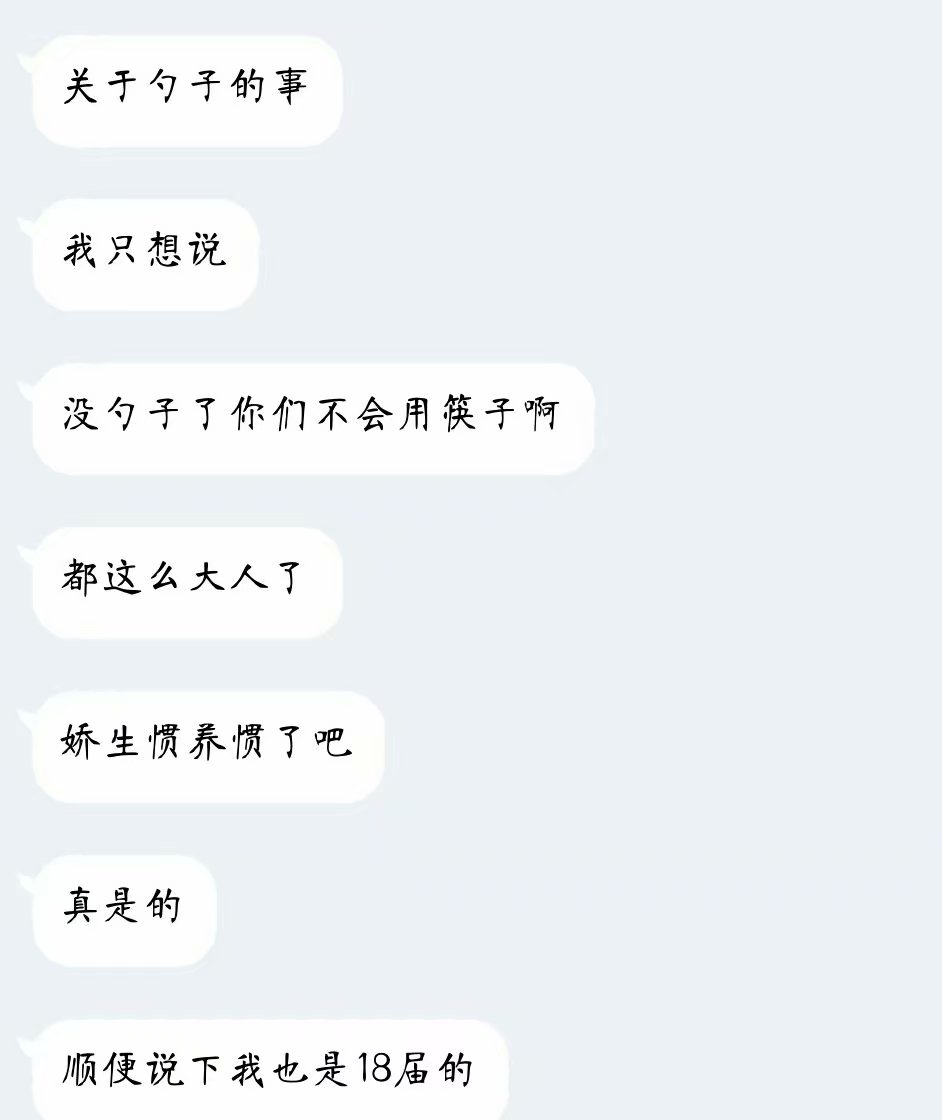 关于勺子的事
我只想说
没勺子了你们不会用筷子啊
都这么大人了
娇生惯养惯了吧
真是的
顺便说下我也是18届的